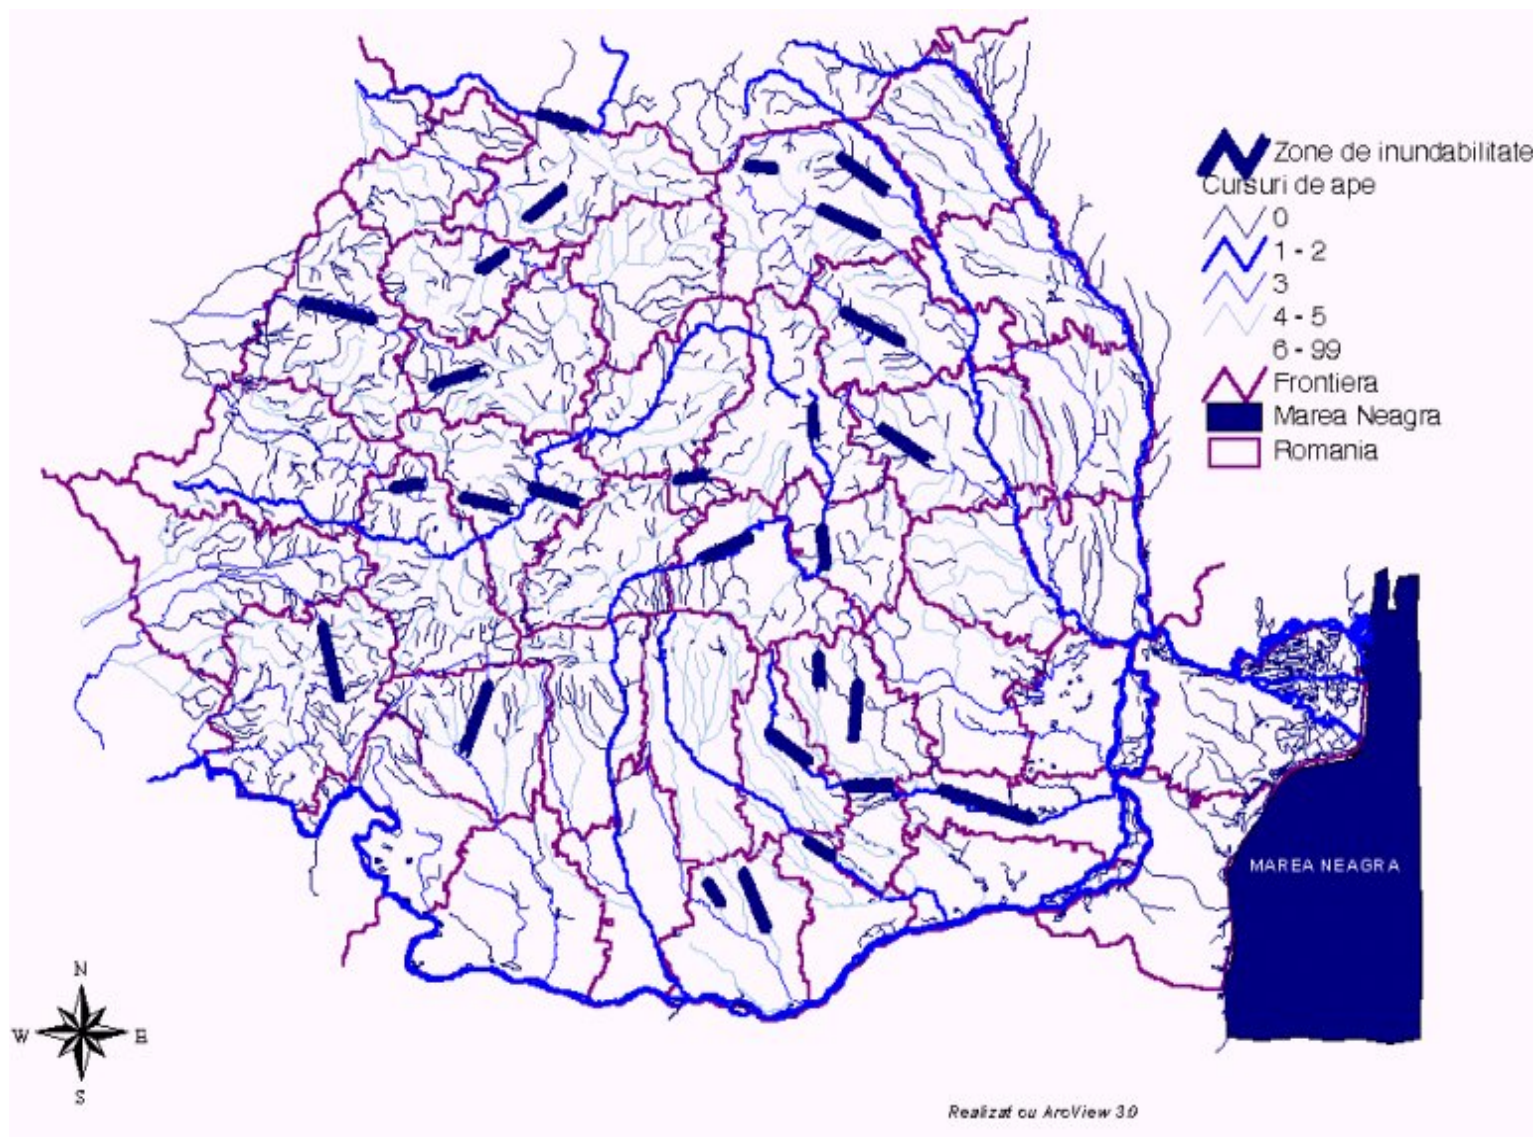 Zone de inundabilitate
Cursuri de ape
0
1 - 2
3
4 - 5
6 - 99
Frontiera
Marea Neagra
Romania
MAREA NEAGRA
N
W E
S
Realizat cu ArcView 3.0